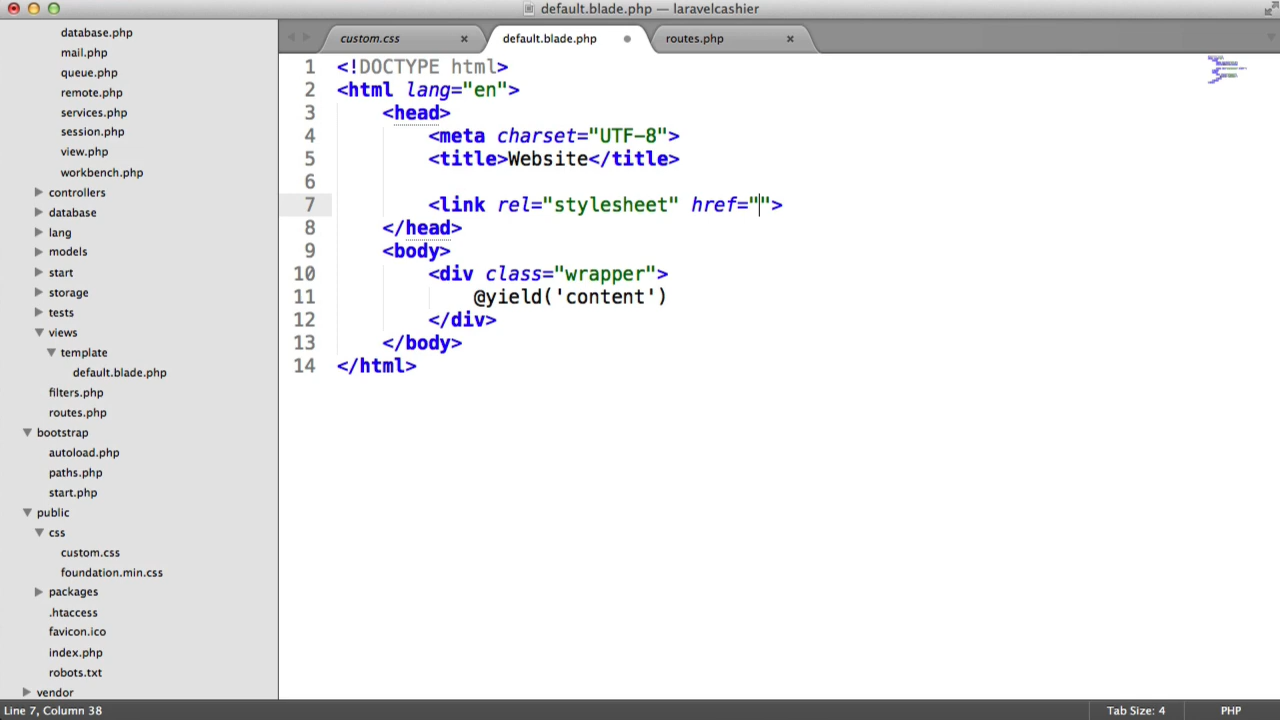 default.blade.php — laravelcashier
custom.css
default.blade.php
routes.php
database.php
mail.php
queue.php
remote.php
services.php
session.php
view.php
workbench.php
controllers
database
lang
models
start
storage
tests
views
template
default.blade.php
filters.php
routes.php
bootstrap
autoload.php
paths.php
start.php
public
css
custom.css
foundation.min.css
packages
.htaccess
favicon.ico
index.php
robots.txt
vendor
1 <!DOCTYPE html>
2 <html lang="en">
3 <head>
4 <meta charset="UTF-8">
5 <title>Website</title>
6
7 <link rel="stylesheet" href="">
8 </head>
9 <body>
10 <div class="wrapper">
11 @yield('content')
12 </div>
13 </body>
14 </html>
Line 7, Column 38
Tab Size: 4
PHP